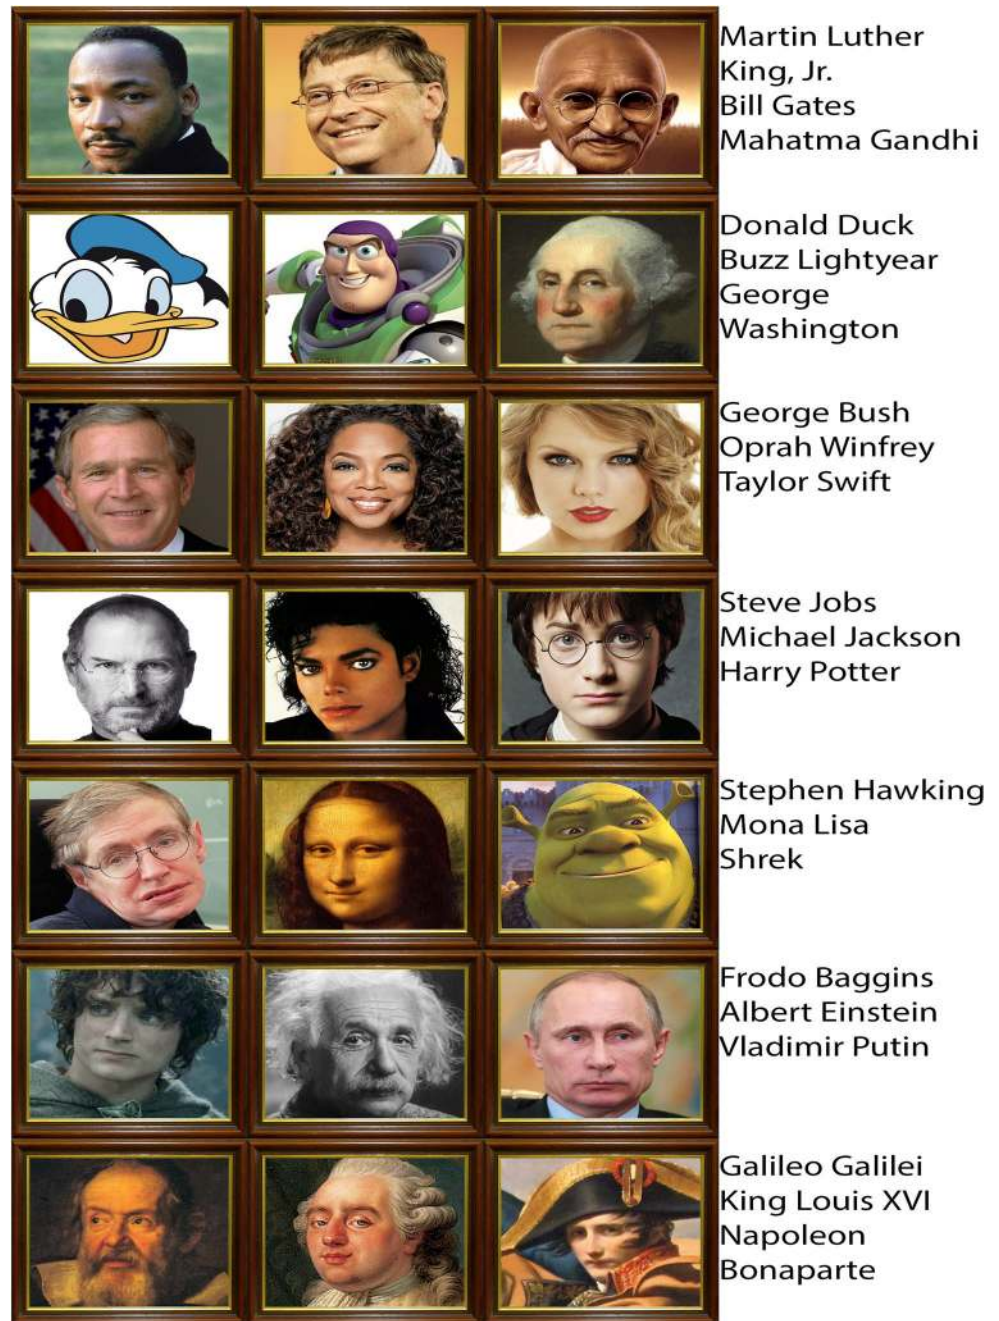 Martin Luther
King, Jr.
Bill Gates
Mahatma Gandhi
Donald Duck
Buzz Lightyear
George
Washington
George Bush
Oprah Winfrey
Taylor Swift
Steve Jobs
Michael Jackson
Harry Potter
Stephen Hawking
Mona Lisa
Shrek
Frodo Baggins
Albert Einstein
Vladimir Putin
Galileo Galilei
King Louis XVI
Napoleon
Bonaparte